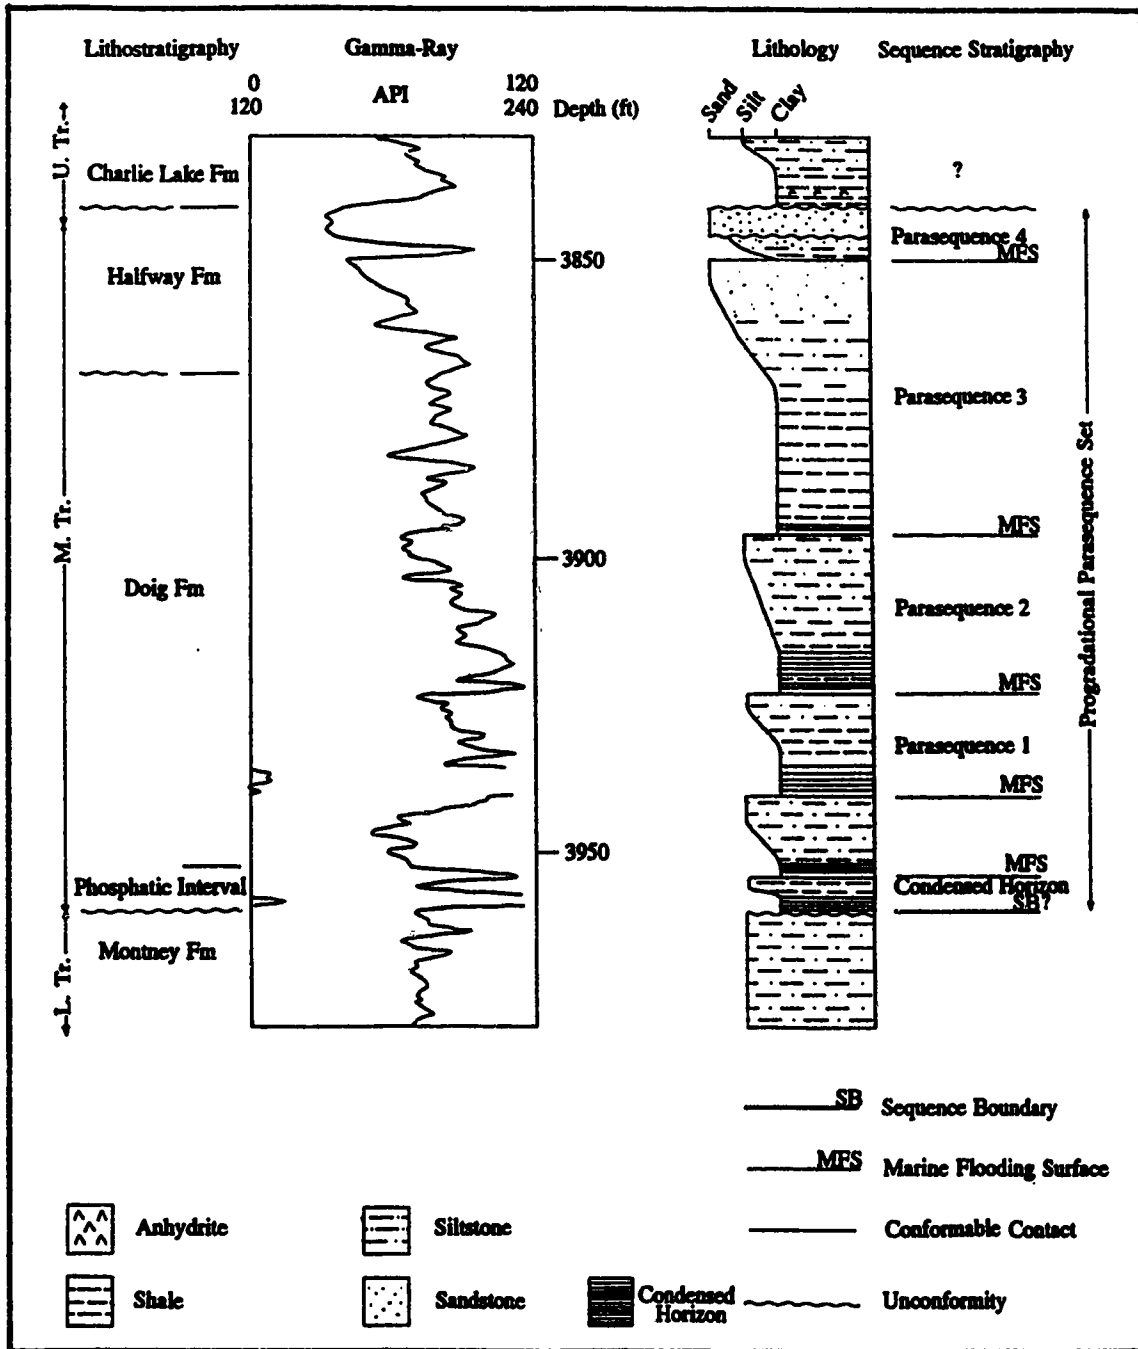 Lithostratigraphy Gamma-Ray Lithology Sequence Stratigraphy
0 120
120 API 240 Depth (ft)
Sand Silt Clay
U. Tr.
Charlie Lake Fm
?
Parasequence 4
MFS
3850
Halfway Fm
Parasequence 3
MFS
3900
M. Tr.
Doig Fm
Parasequence 2
MFS
Parasequence 1
MFS
Progradational Parasequence Set
3950
MFS
Phosphatic Interval
Condensed Horizon
SB?
Montney Fm
L. Tr.
SB Sequence Boundary
MFS Marine Flooding Surface
Anhydrite Siltstone Conformable Contact
Shale Sandstone Condensed Horizon Unconformity